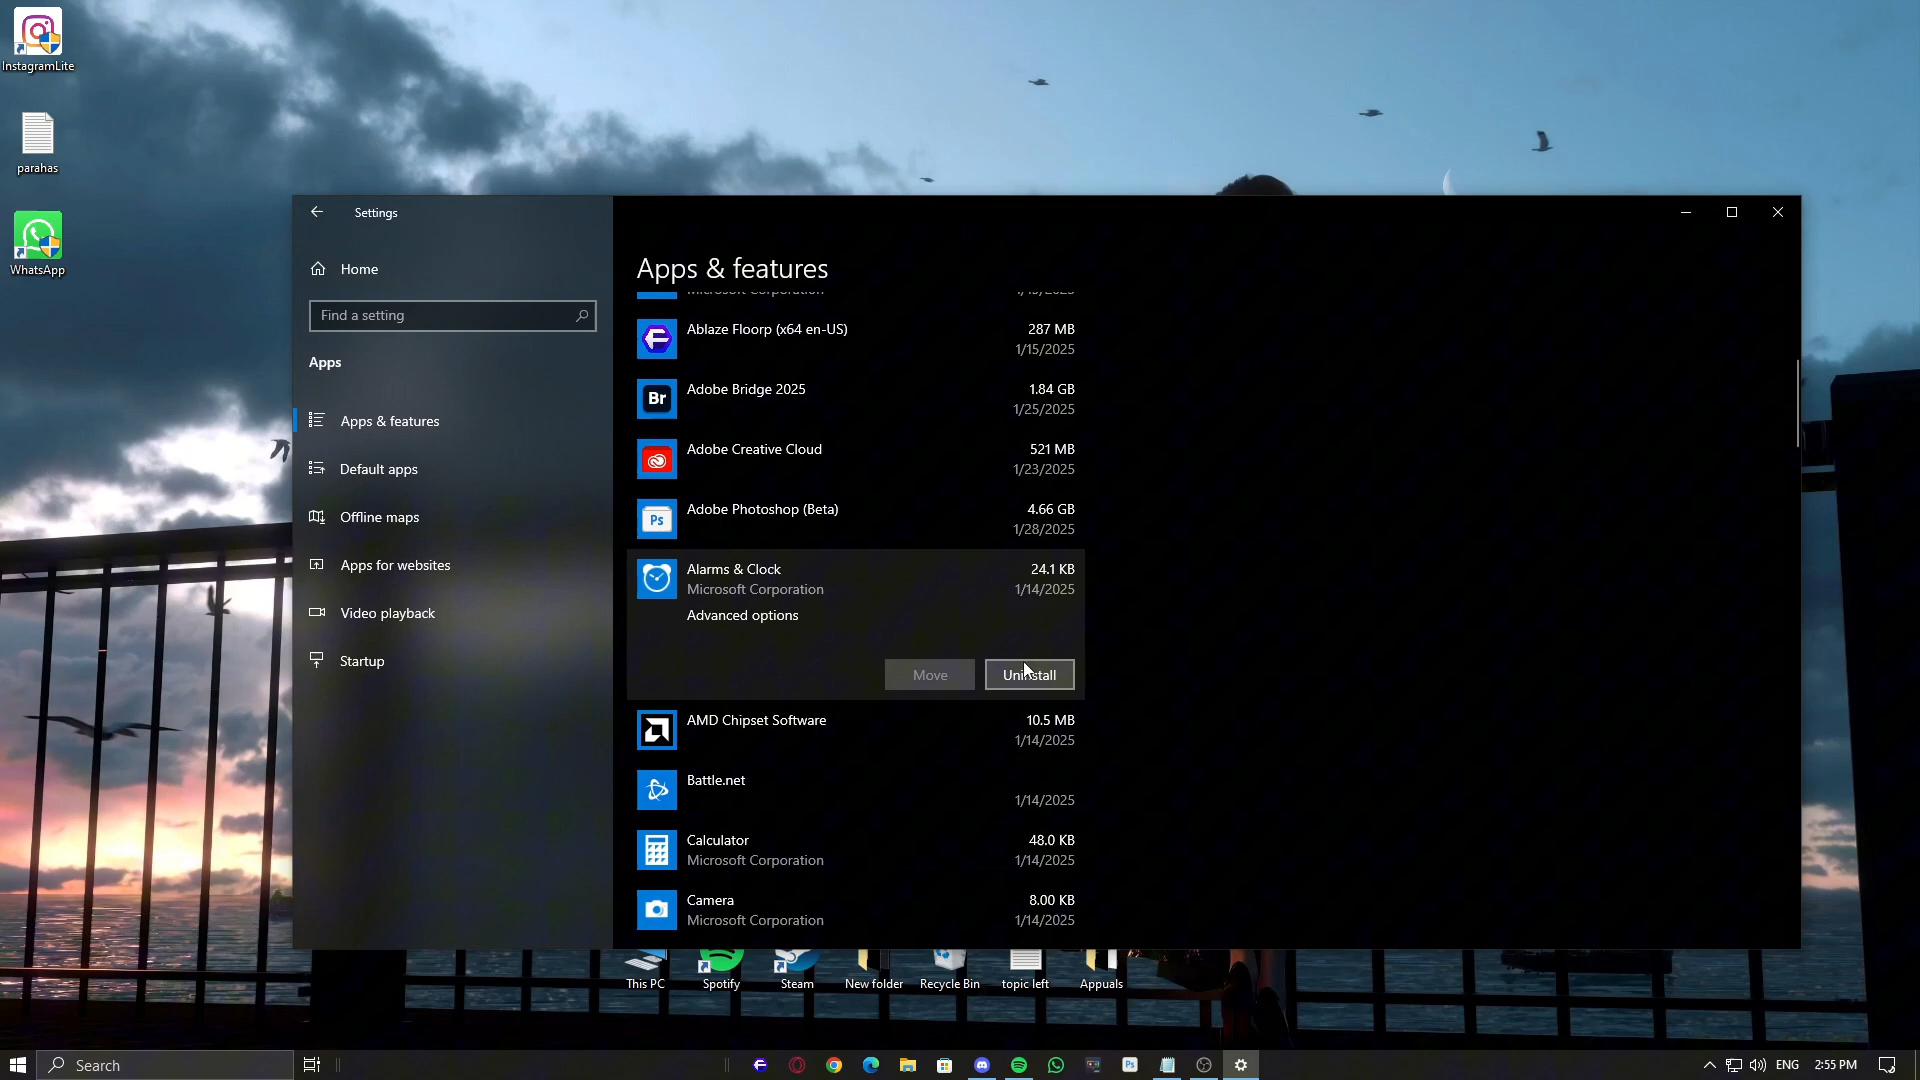 InstagramLite
parahas
WhatsApp
Settings
Home
Find a setting
Apps
Apps & features
Default apps
Offline maps
Apps for websites
Video playback
Startup
Apps & features
Microsoft Corporation
Ablaze Floorp (x64 en-US)
287 MB
1/15/2025
Br
Adobe Bridge 2025
1.84 GB
1/25/2025
Adobe Creative Cloud
521 MB
1/23/2025
Ps
Adobe Photoshop (Beta)
4.66 GB
1/28/2025
Alarms & Clock
24.1 KB
Microsoft Corporation
1/14/2025
Advanced options
Move
Uninstall
AMD Chipset Software
10.5 MB
1/14/2025
Battle.net
1/14/2025
Calculator
48.0 KB
Microsoft Corporation
1/14/2025
Camera
8.00 KB
Microsoft Corporation
1/14/2025
This PC
Spotify
Steam
New folder
Recycle Bin
topic left
Appuals
Search
Ps
ENG
2:55 PM